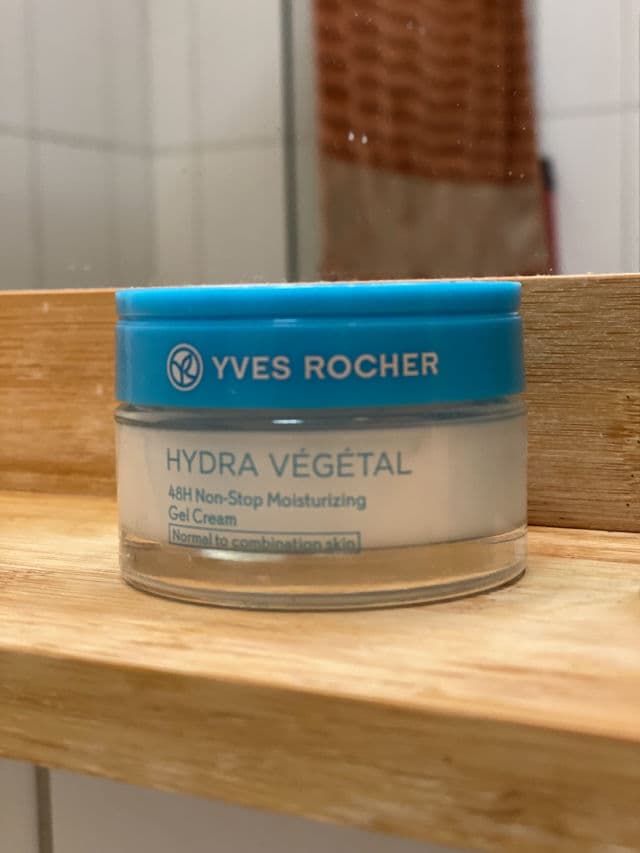 YVES ROCHER
HYDRA VÉGÉTAL
48H Non-Stop Moisturizing
Gel Cream
Normal to combination skin